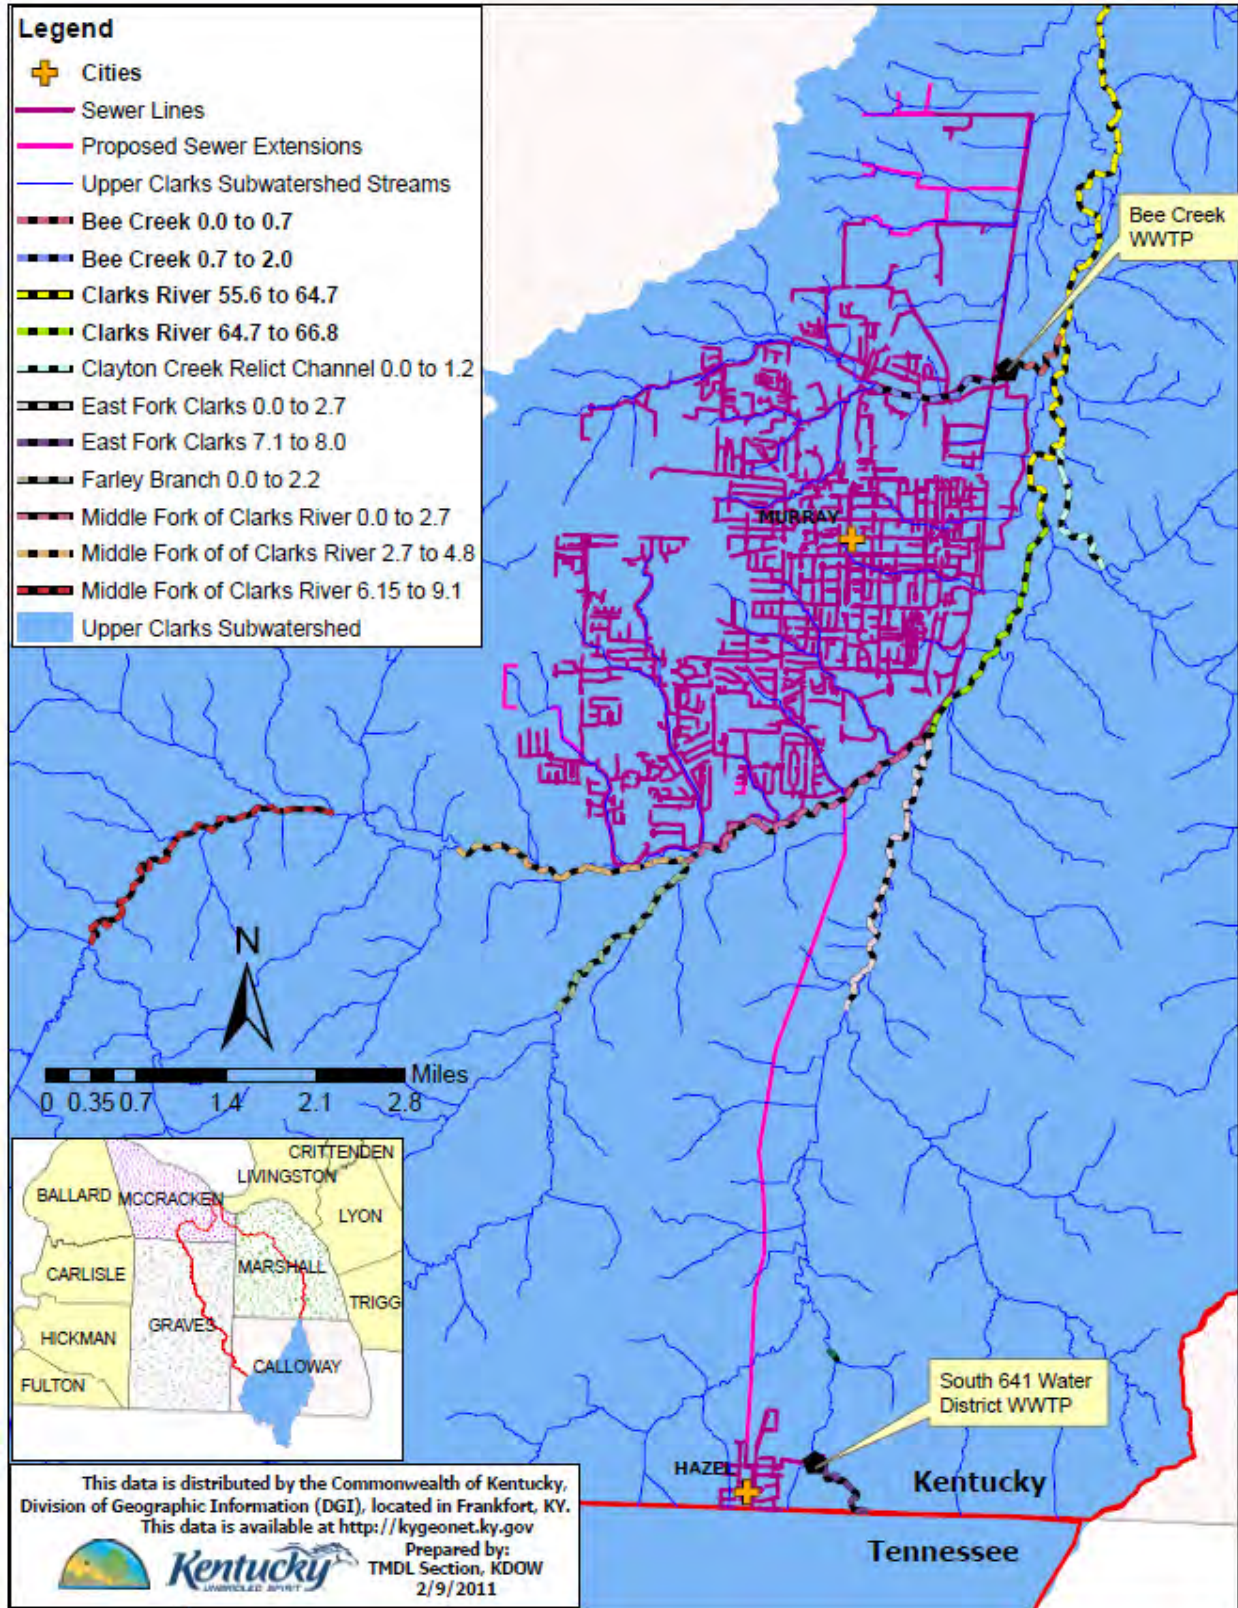 Legend
Cities
Sewer Lines
Proposed Sewer Extensions
Upper Clarks Subwatershed Streams
Bee Creek 0.0 to 0.7
Bee Creek 0.7 to 2.0
Clarks River 55.6 to 64.7
Clarks River 64.7 to 66.8
Clayton Creek Relict Channel 0.0 to 1.2
East Fork Clarks 0.0 to 2.7
East Fork Clarks 7.1 to 8.0
Farley Branch 0.0 to 2.2
Middle Fork of Clarks River 0.0 to 2.7
Middle Fork of of Clarks River 2.7 to 4.8
Middle Fork of Clarks River 6.15 to 9.1
Upper Clarks Subwatershed
Bee Creek
WWTP
MURRAY
N
Miles
0 0.35 0.7 1.4 2.1 2.8
CRITTENDEN
LIVINGSTON
BALLARD MCCRACKEN
LYON
CARLISLE
MARSHALL
TRIGG
GRAVES
HICKMAN
CALLOWAY
FULTON
South 641 Water
District WWTP
HAZEL
Kentucky
Tennessee
This data is distributed by the Commonwealth of Kentucky,
Division of Geographic Information (DGI), located in Frankfort, KY.
This data is available at http://kygeonet.ky.gov
Prepared by:
TMDL Section, KDOW
2/9/2011
Kentucky
UNBRIDLED SPIRIT